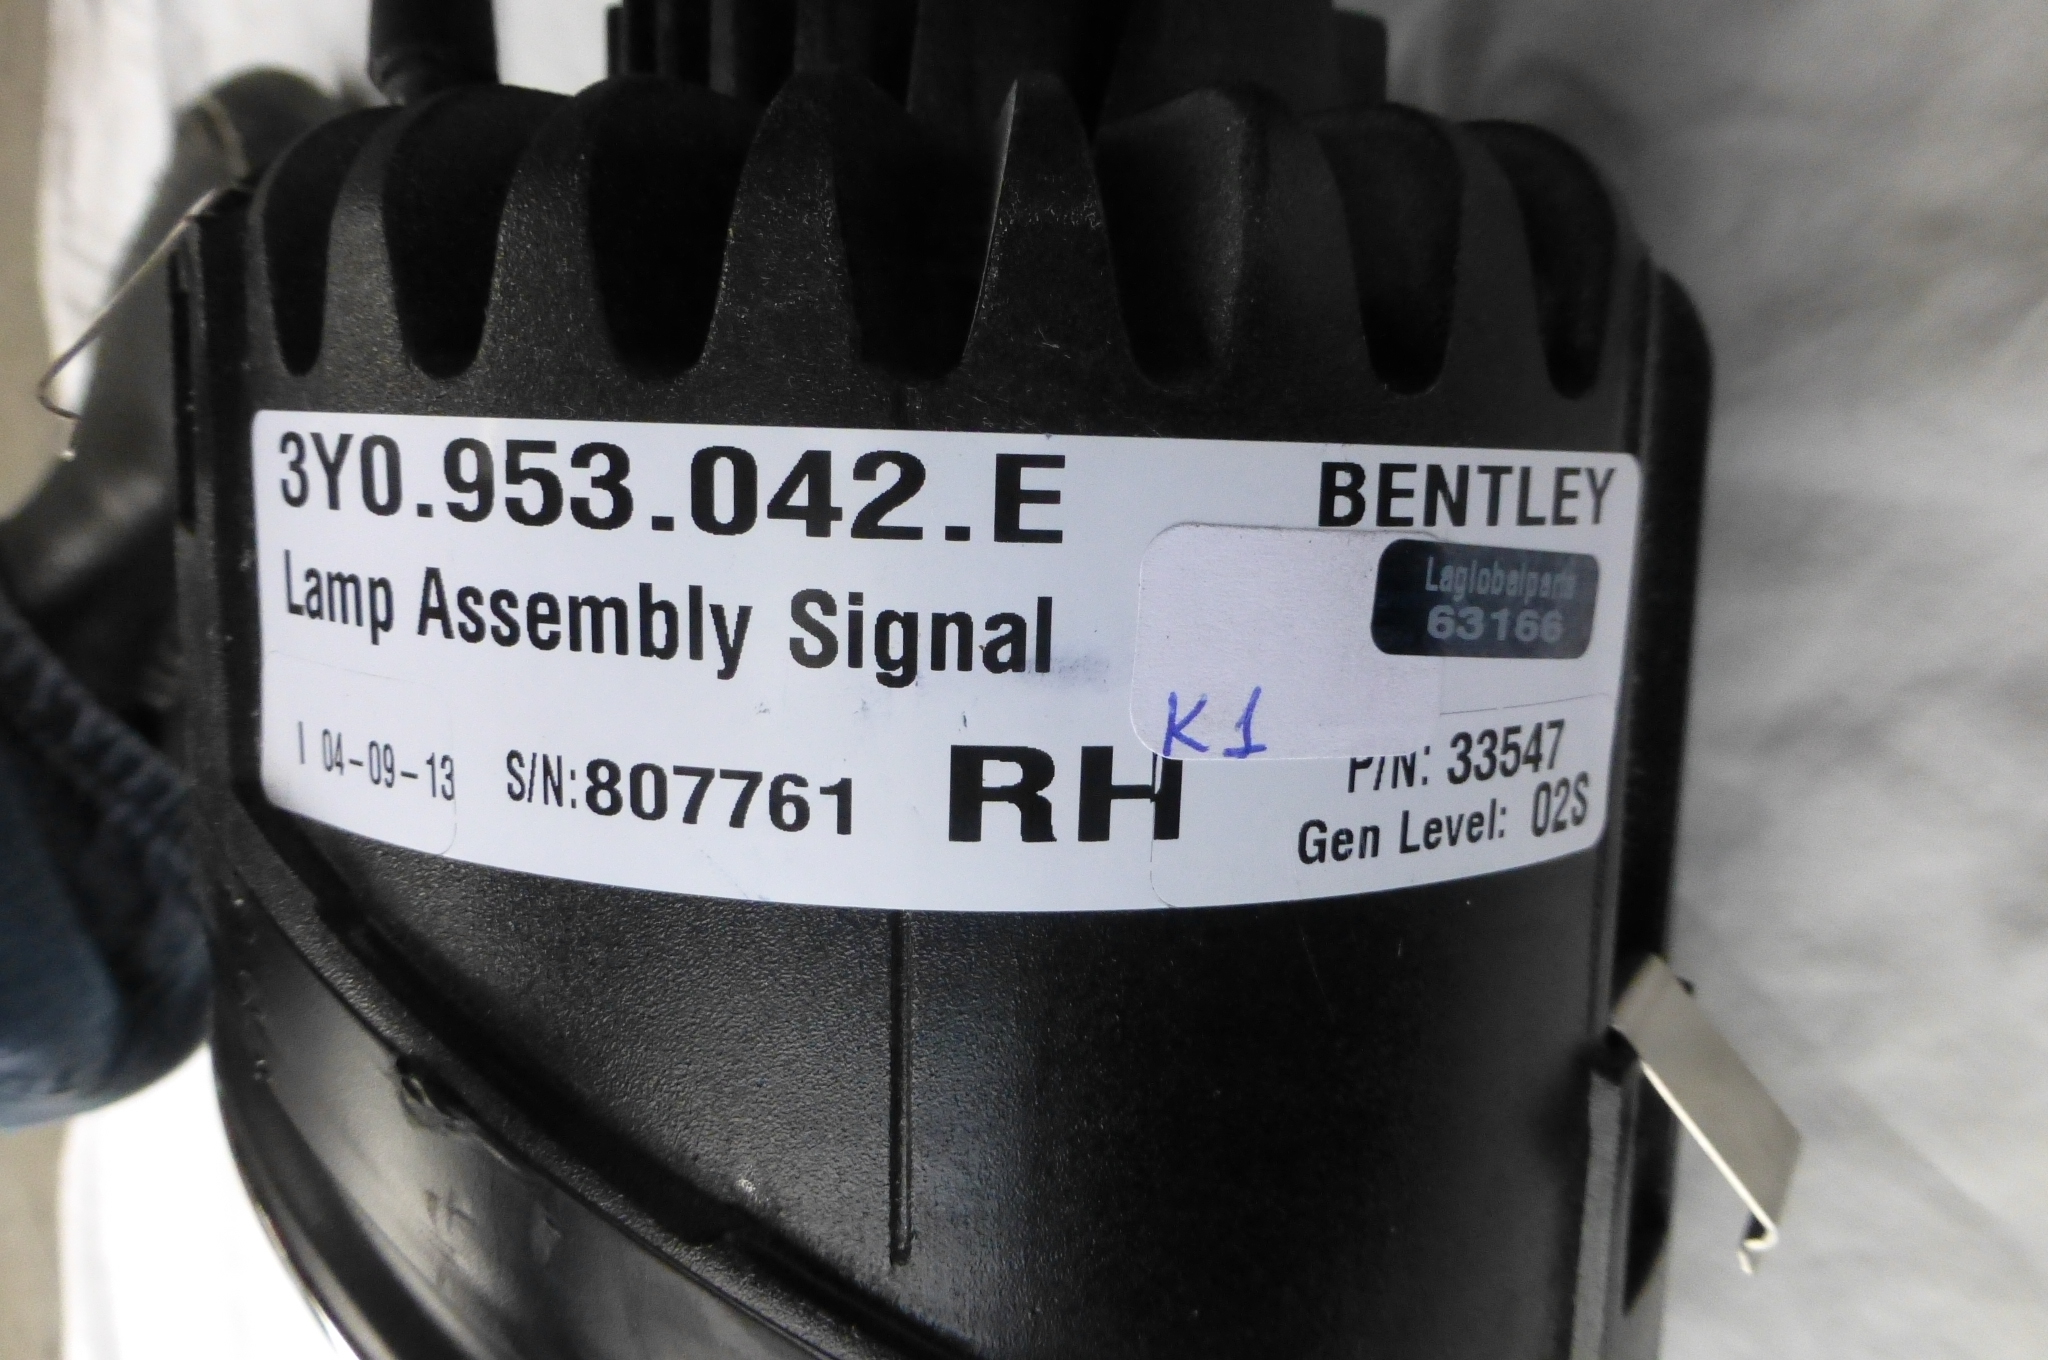 3Y0.953.042.E
BENTLEY
Lamp Assembly Signal
Laglobalparts
63166
K1
I 04-09-13
S/N:807761
RH
P/N: 33547
Gen Level: 02S